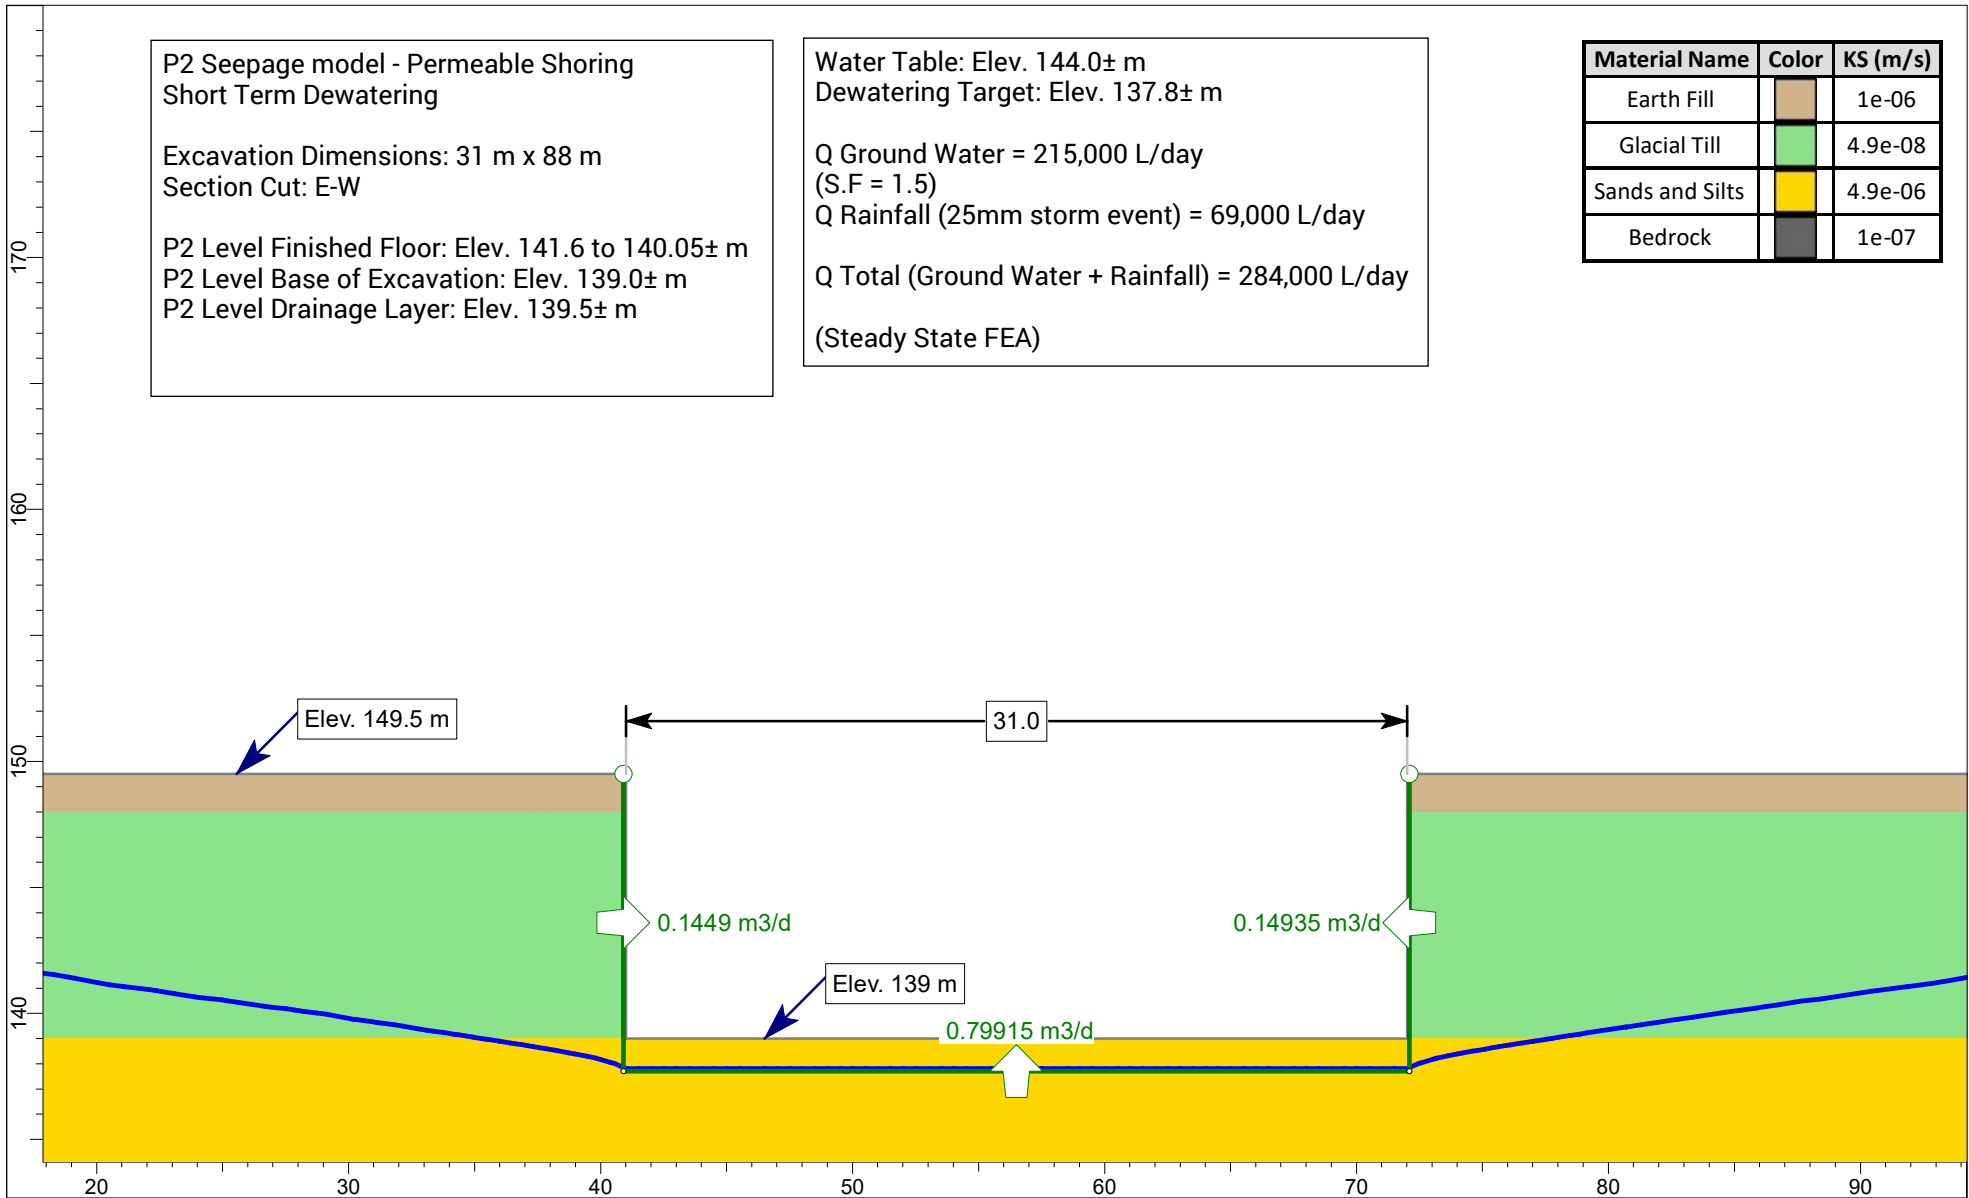 P2 Seepage model - Permeable Shoring
Short Term Dewatering
Excavation Dimensions: 31 m x 88 m
Section Cut: E-W
P2 Level Finished Floor: Elev. 141.6 to 140.05± m
P2 Level Base of Excavation: Elev. 139.0± m
P2 Level Drainage Layer: Elev. 139.5± m
Water Table: Elev. 144.0± m
Dewatering Target: Elev. 137.8± m
Q Ground Water = 215,000 L/day
(S.F = 1.5)
Q Rainfall (25mm storm event) = 69,000 L/day
Q Total (Ground Water + Rainfall) = 284,000 L/day
(Steady State FEA)
Material Name Color KS (m/s)
Earth Fill 1e-06
Glacial Till 4.9e-08
Sands and Silts 4.9e-06
Bedrock 1e-07
170
160
150
140
Elev. 149.5 m
31.0
0.1449 m3/d
0.14935 m3/d
Elev. 139 m
0.79915 m3/d
20 30 40 50 60 70 80 90